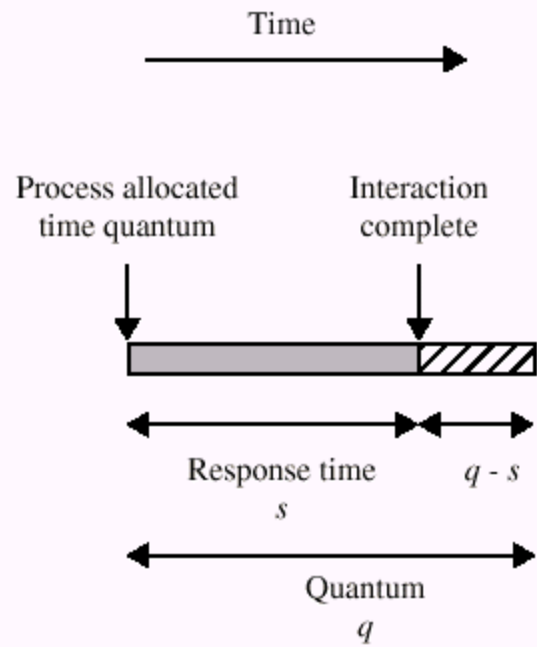 Time
Process allocated
time quantum
Interaction
complete
Response time
s
q - s
Quantum
q